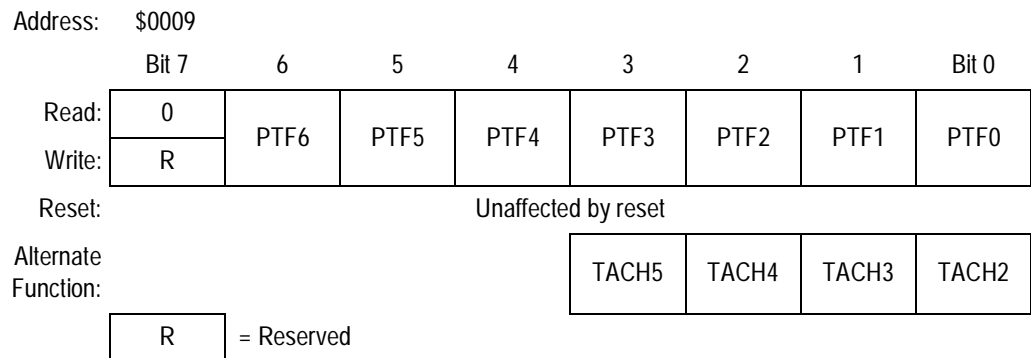 Address: $0009
Bit 7 6 5 4 3 2 1 Bit 0
Read: 0 PTF6 PTF5 PTF4 PTF3 PTF2 PTF1 PTF0
Write: R
Reset: Unaffected by reset
Alternate
Function: TACH5 TACH4 TACH3 TACH2
R = Reserved